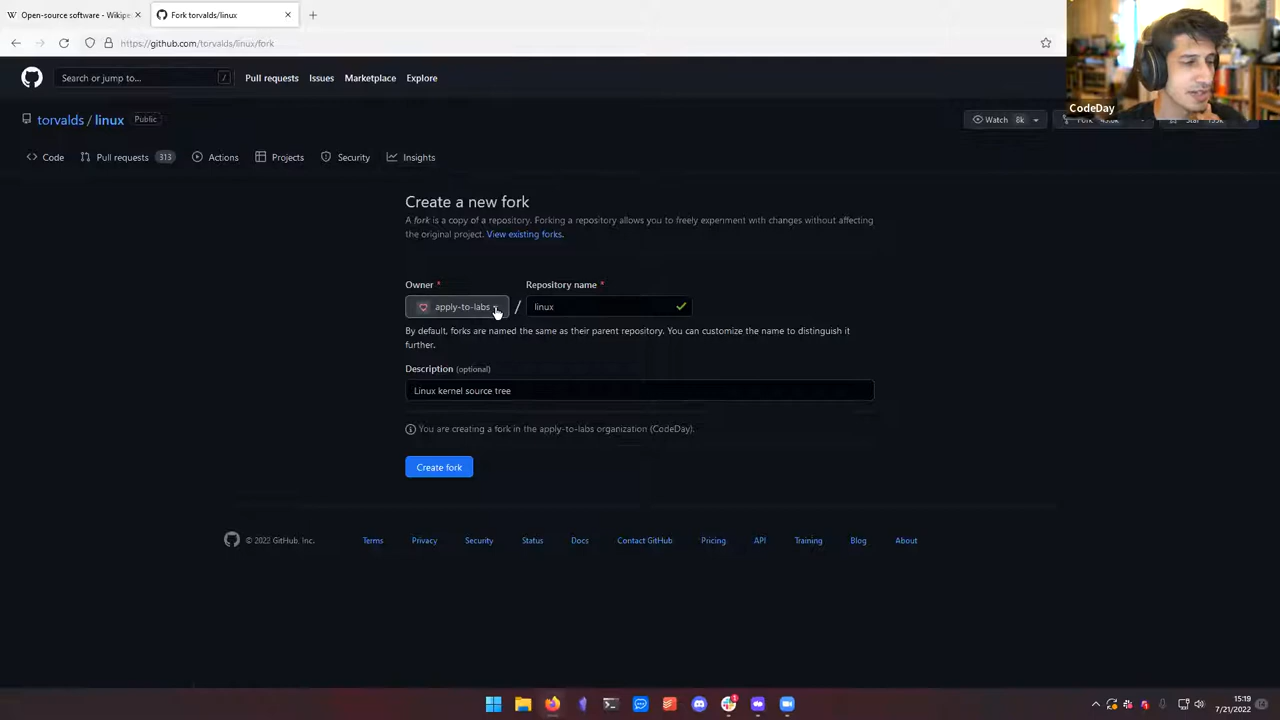 Open-source software - Wikipe
Fork torvalds/linux
https://github.com/torvalds/linux/fork
Search or jump to...
/
Pull requests
Issues
Marketplace
Explore
CodeDay
torvalds / linux
Public
Watch 8k
Fork
Star
Code
Pull requests 313
Actions
Projects
Security
Insights
Create a new fork
A fork is a copy of a repository. Forking a repository allows you to freely experiment with changes without affecting
the original project. View existing forks.
Owner *
Repository name *
apply-to-labs
/
linux
By default, forks are named the same as their parent repository. You can customize the name to distinguish it
further.
Description (optional)
Linux kernel source tree
You are creating a fork in the apply-to-labs organization (CodeDay).
Create fork
© 2022 GitHub, Inc.
Terms
Privacy
Security
Status
Docs
Contact GitHub
Pricing
API
Training
Blog
About
15:19
7/21/2022